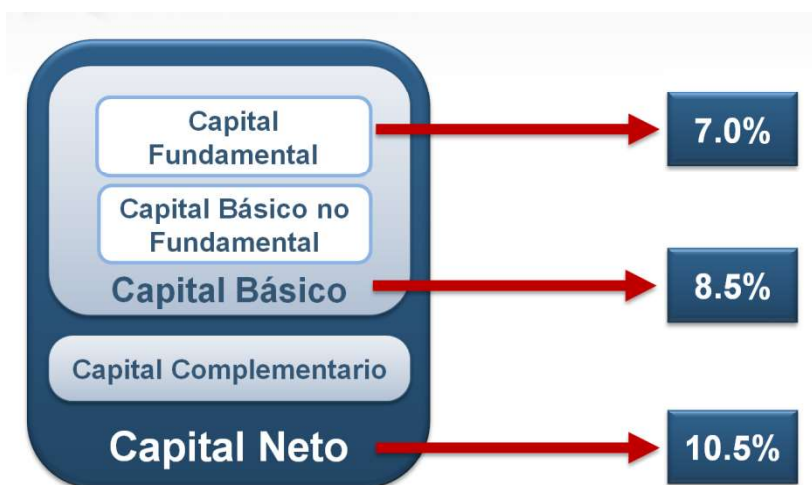 Capital
Fundamental
7.0%
Capital Básico no
Fundamental
Capital Básico
8.5%
Capital Complementario
Capital Neto
10.5%